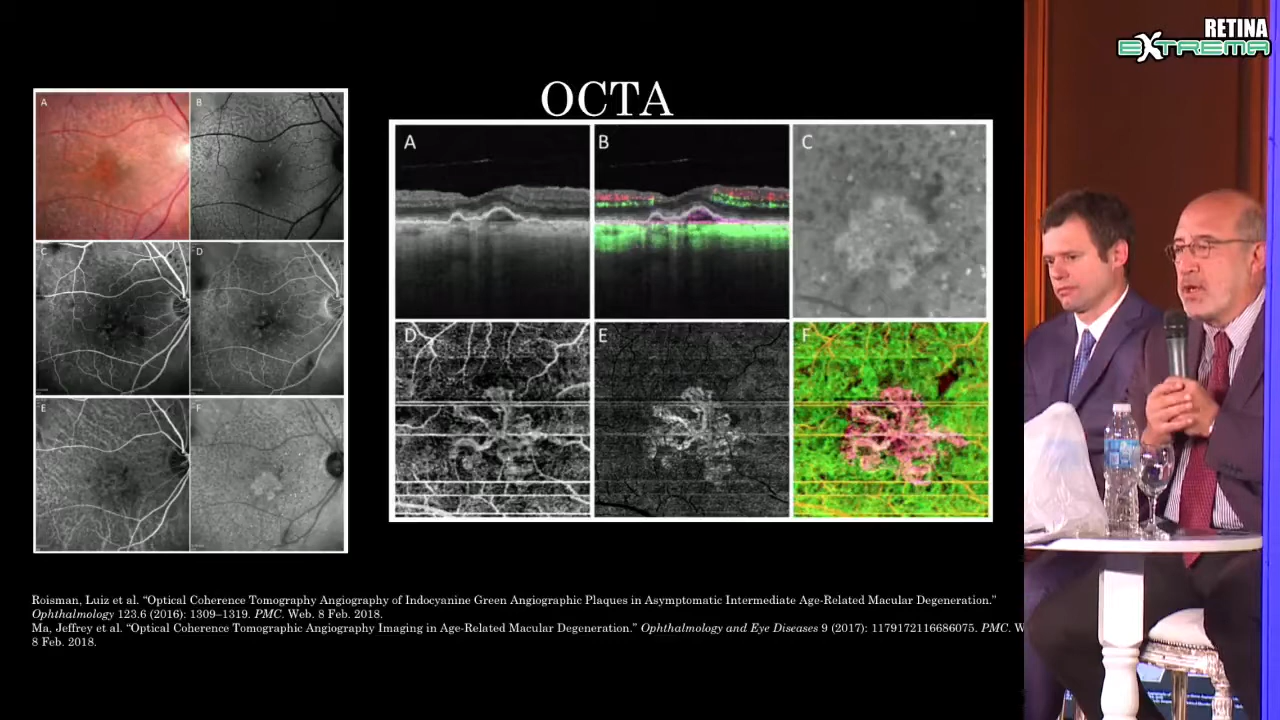 RETINA
EXTREMA
OCTA
A
B
C
D
E
F
A
B
C
D
E
F
Roisman, Luiz et al. “Optical Coherence Tomography Angiography of Indocyanine Green Angiographic Plaques in Asymptomatic Intermediate Age-Related Macular Degeneration.”
Ophthalmology 123.6 (2016): 1309–1319. PMC. Web. 8 Feb. 2018.
Ma, Jeffrey et al. “Optical Coherence Tomographic Angiography Imaging in Age-Related Macular Degeneration.” Ophthalmology and Eye Diseases 9 (2017): 1179172116686075. PMC. W
8 Feb. 2018.